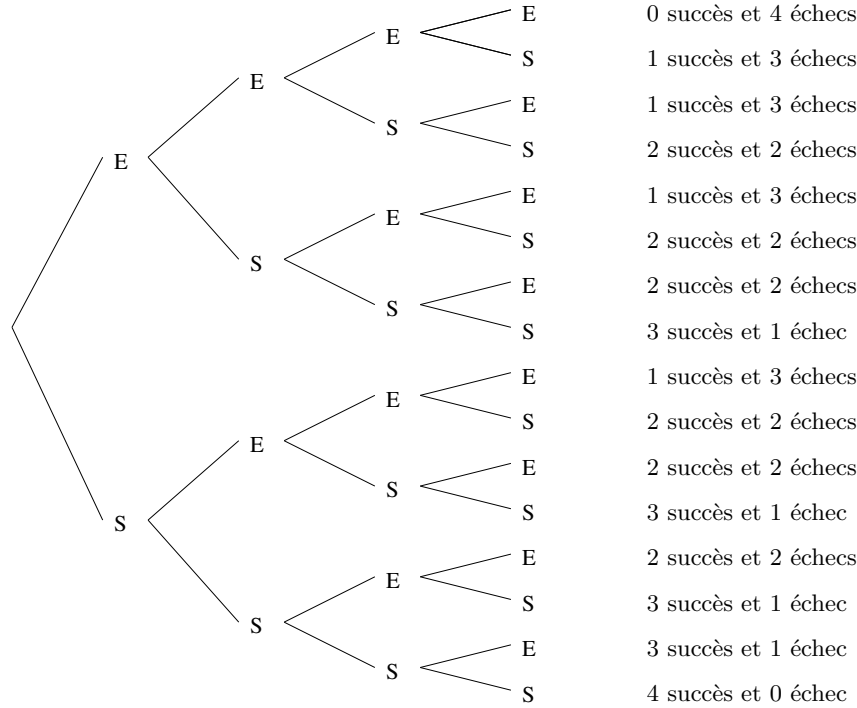 E 0 succès et 4 échecs
E
S 1 succès et 3 échecs
E
E 1 succès et 3 échecs
S
S 2 succès et 2 échecs
E
E 1 succès et 3 échecs
E
S 2 succès et 2 échecs
S
E 2 succès et 2 échecs
S
S 3 succès et 1 échec
E 1 succès et 3 échecs
E
S 2 succès et 2 échecs
E
E 2 succès et 2 échecs
S
S 3 succès et 1 échec
S
E 2 succès et 2 échecs
E
S 3 succès et 1 échec
S
E 3 succès et 1 échec
S
S 4 succès et 0 échec